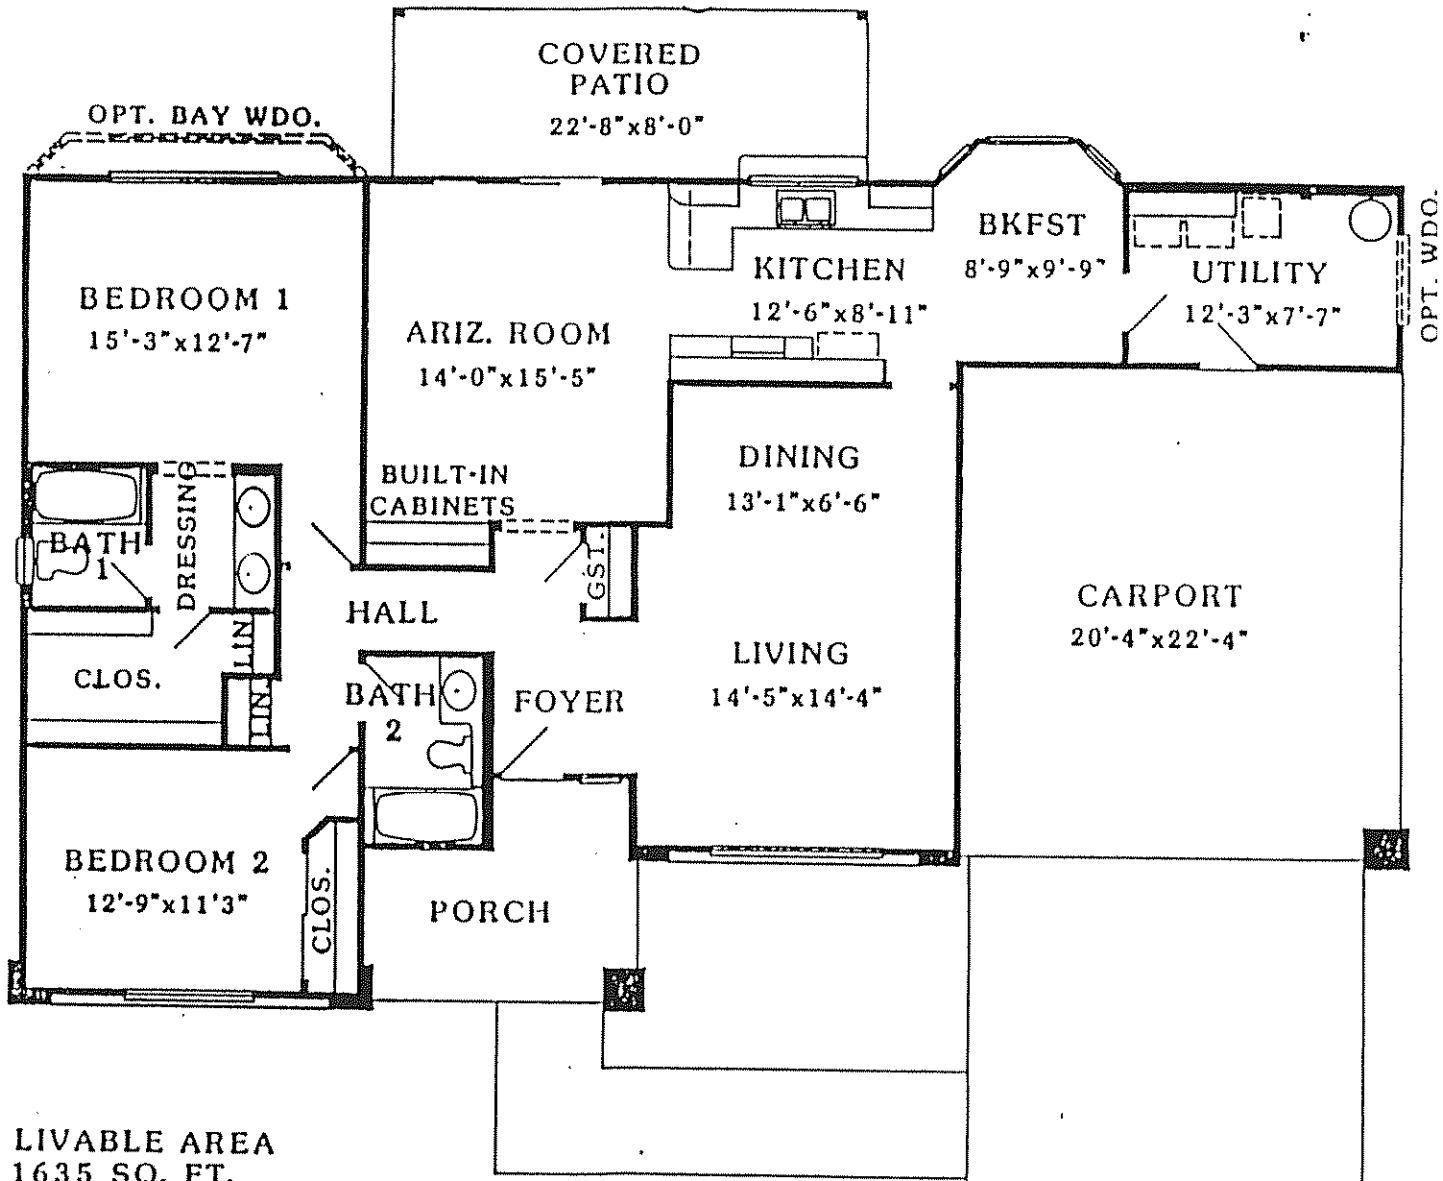 COVERED
PATIO
22'-8"x8'-0"
OPT. BAY WDO.
BEDROOM 1
15'-3"x12'-7"
ARIZ. ROOM
14'-0"x15'-5"
KITCHEN
12'-6"x8'-11"
BKFST
8'-9"x9'-9"
UTILITY
12'-3"x7'-7"
OPT. WDO.
DINING
13'-1"x6'-6"
BUILT-IN
CABINETS
BATH
1
DRESSING
GST.
HALL
LIN
CLOS.
LIN.
BATH
2
FOYER
LIVING
14'-5"x14'-4"
CARPORT
20'-4"x22'-4"
BEDROOM 2
12'-9"x11'3"
CLOS.
PORCH
LIVABLE AREA
1635 SQ. FT.